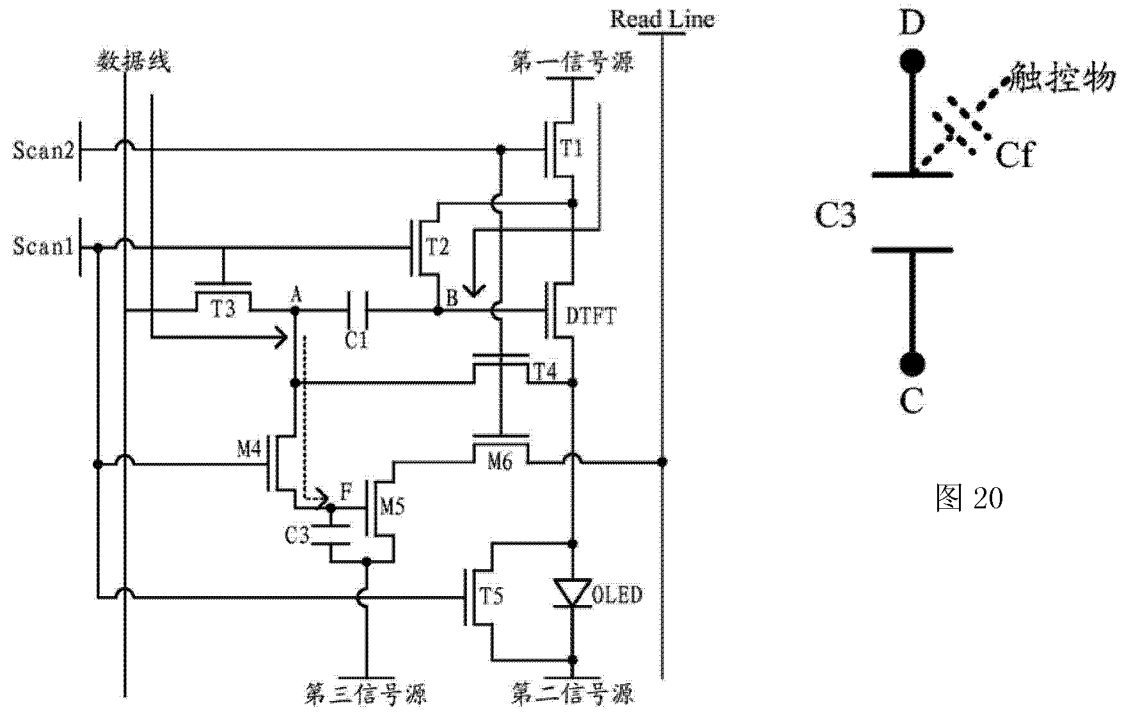 Read Line
数据线
第一信号源
Scan2
T1
Scan1
T2
T3
A
C1
B
DTFT
T4
M4
M6
F
M5
C3
T5
OLED
第三信号源
第二信号源
D
触控物
Cf
C3
C
图 20